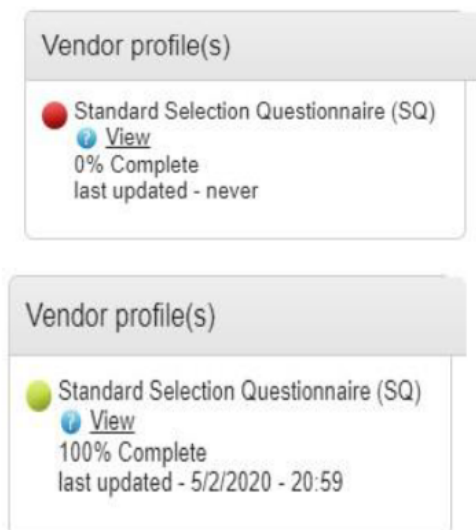 Vendor profile(s)
Standard Selection Questionnaire (SQ)
? View
0% Complete
last updated - never
Vendor profile(s)
Standard Selection Questionnaire (SQ)
? View
100% Complete
last updated - 5/2/2020 - 20:59